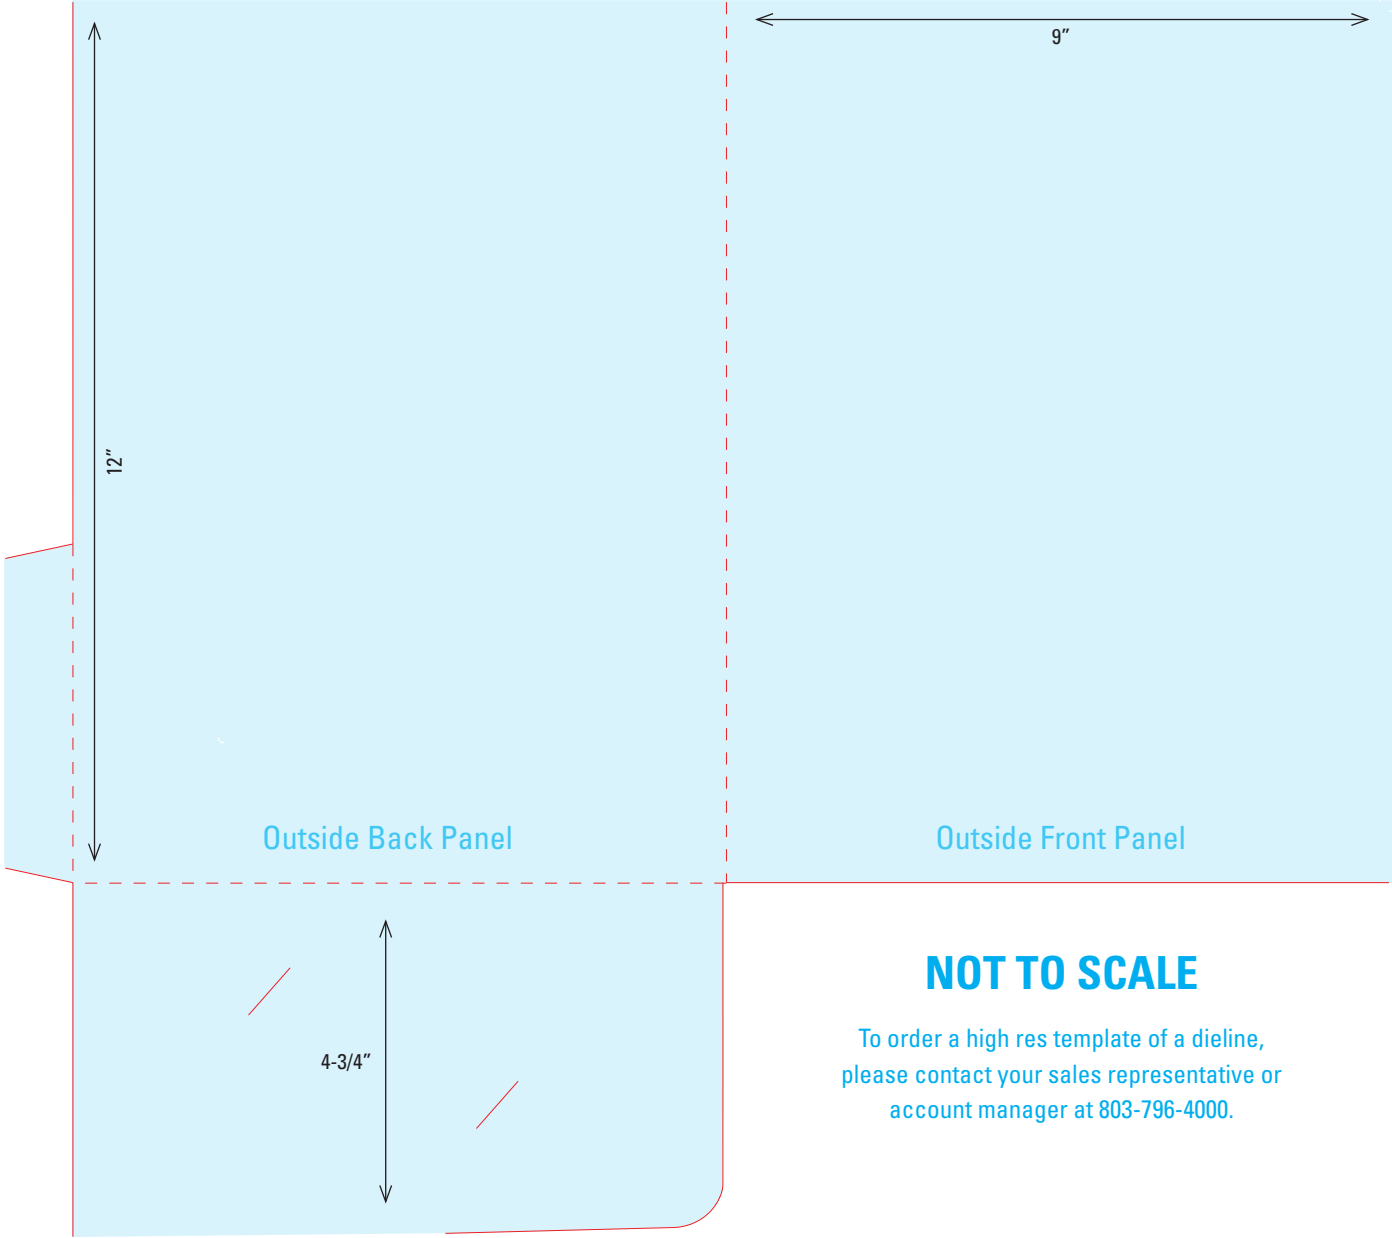 9”
12”
Outside Back Panel
Outside Front Panel
4-3/4”
NOT TO SCALE
To order a high res template of a dieline,
please contact your sales representative or
account manager at 803-796-4000.